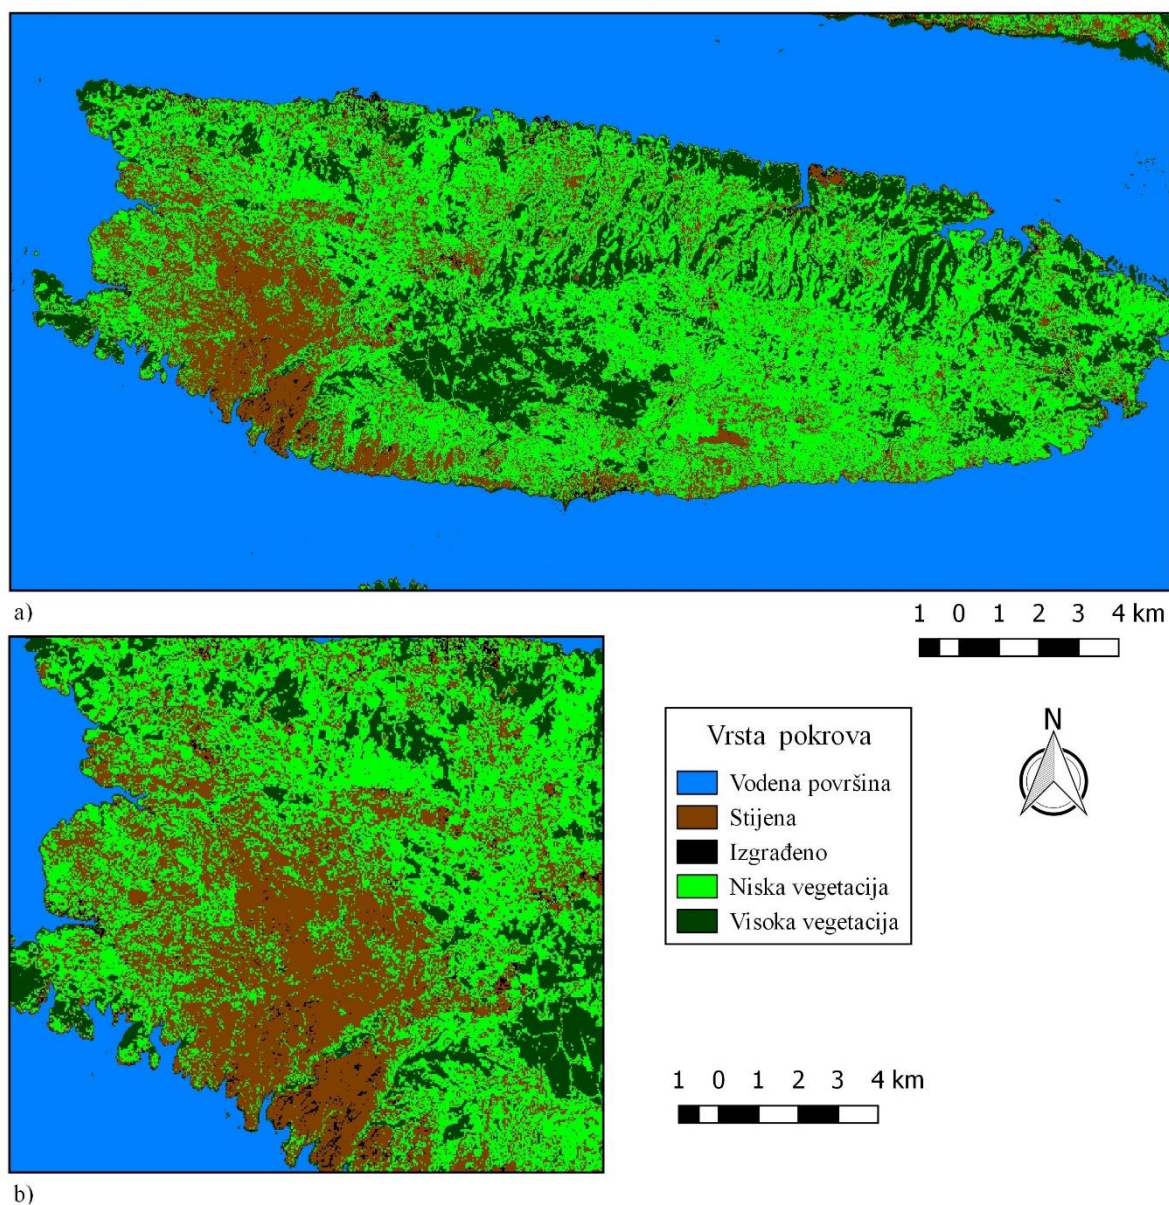 a)
1 0 1 2 3 4 km
N
Vrsta pokrova
Vodena površina
Stijena
Izgrađeno
Niska vegetacija
Visoka vegetacija
1 0 1 2 3 4 km
b)